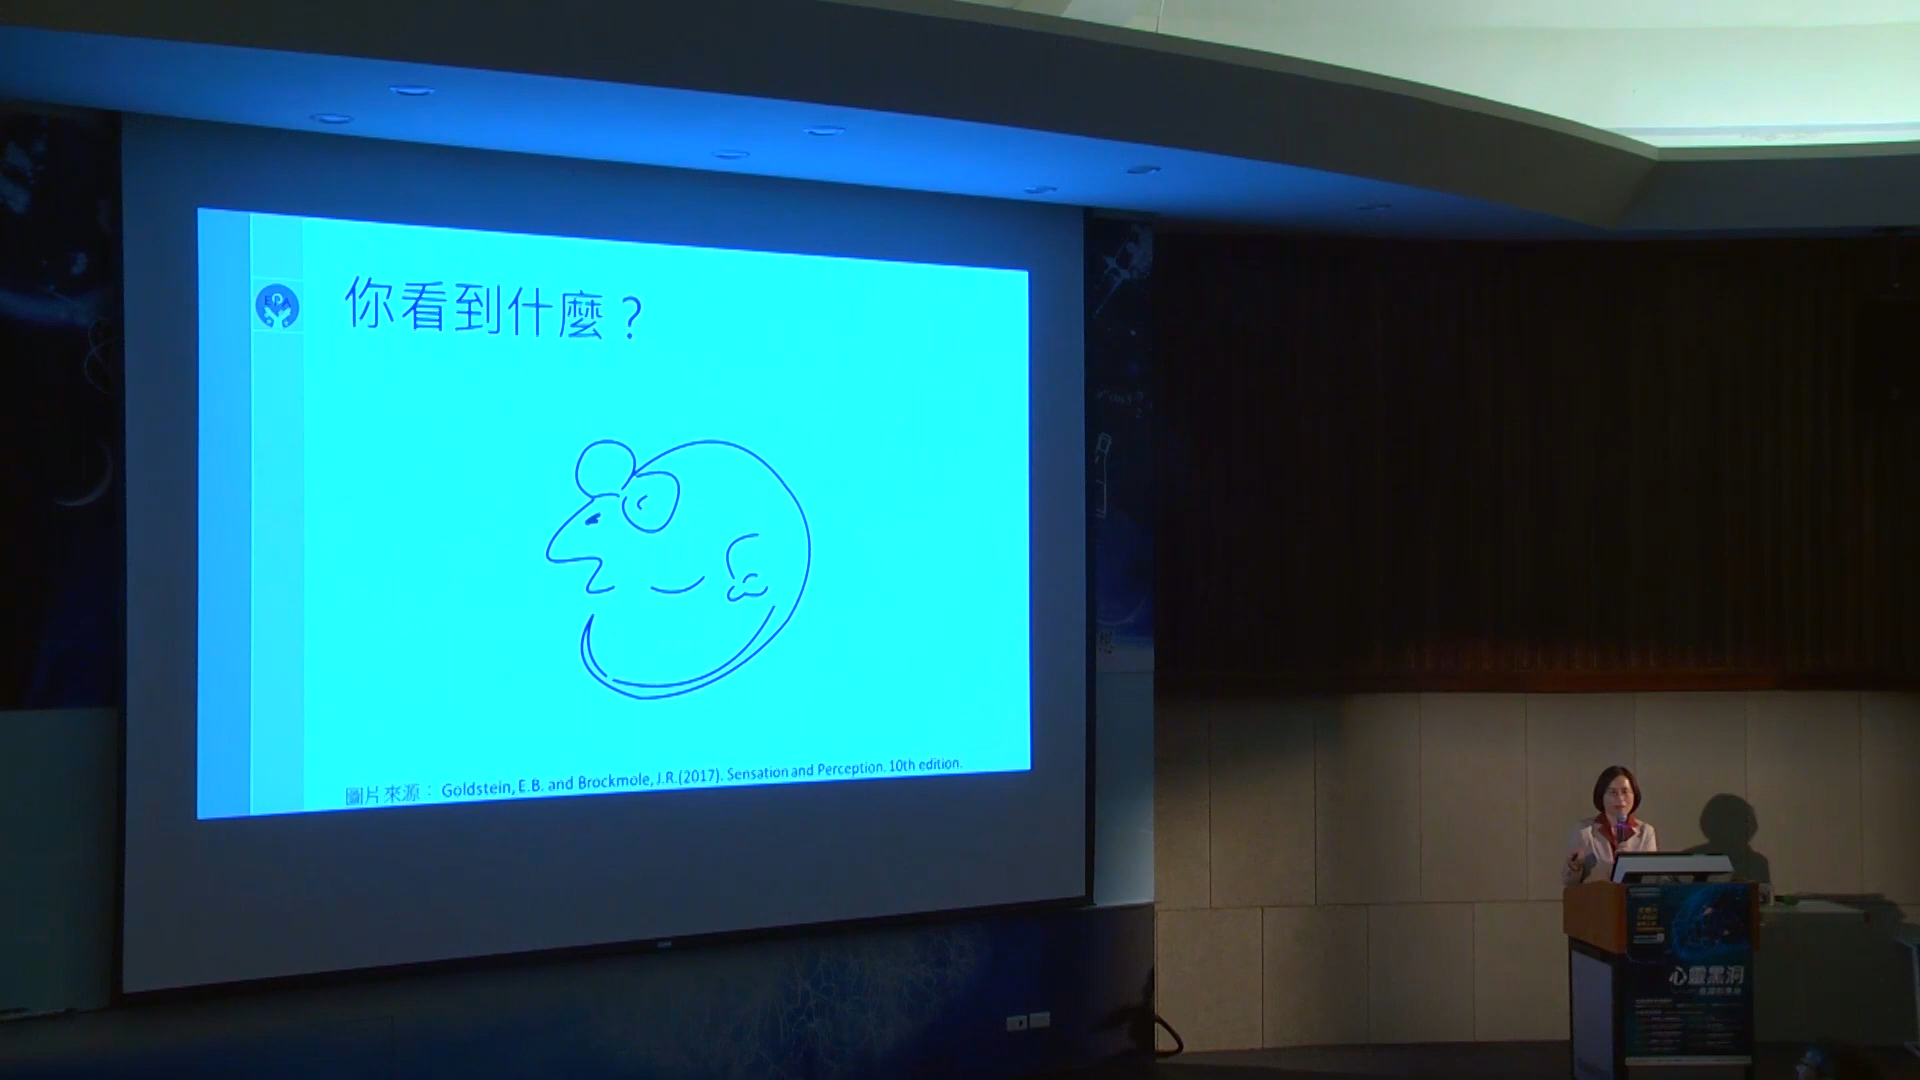 你看到什麼？
EPA
圖片來源： Goldstein, E.B. and Brockmole, J.R.(2017). Sensation and Perception. 10th edition.
心靈黑洞